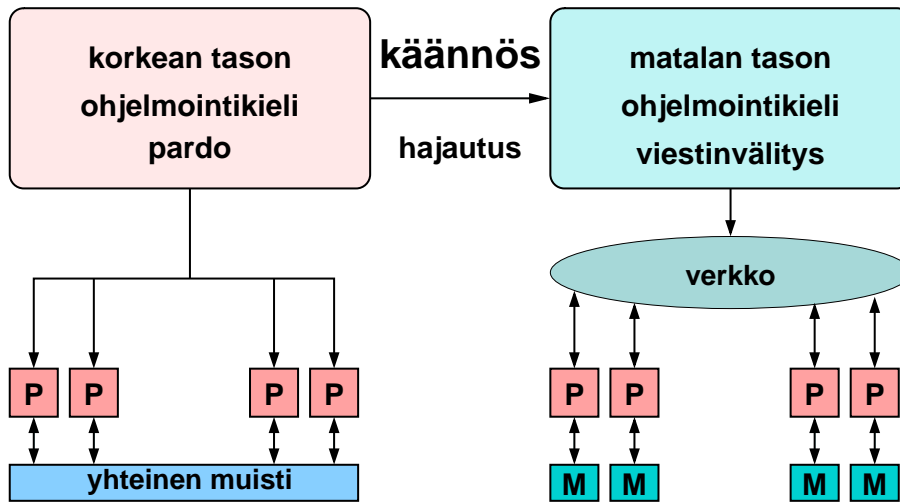 korkean tason
ohjelmointikieli
pardo
käännös
hajautus
matalan tason
ohjelmointikieli
viestinvälitys
verkko
P P P P
P P P P
yhteinen muisti
M M M M